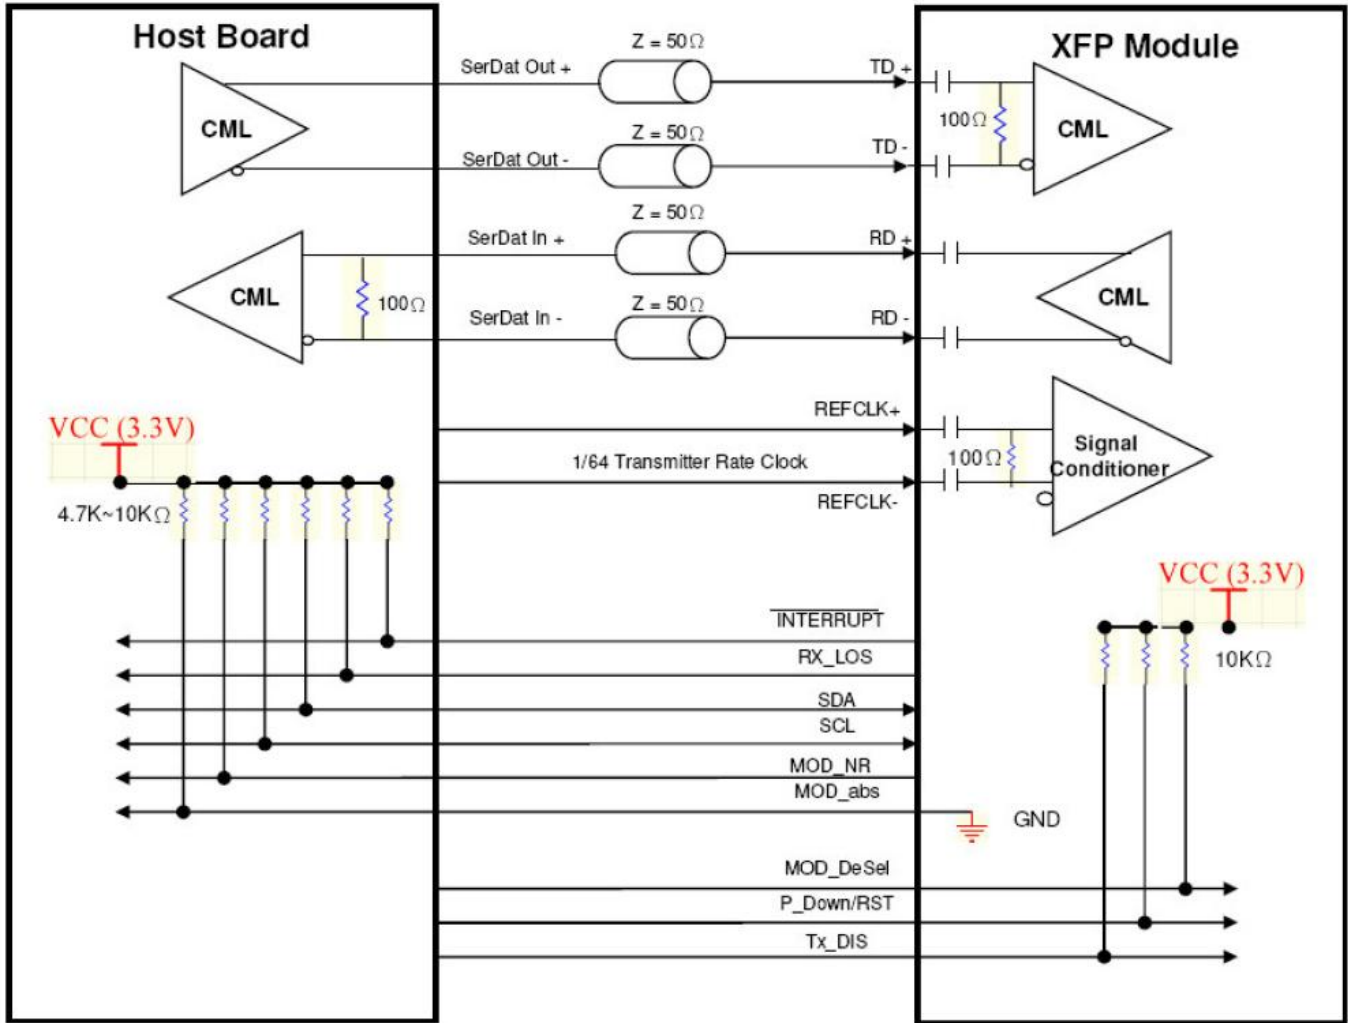 Host Board
XFP Module
Z = 50Ω
SerDat Out +
TD +
CML
100Ω
CML
Z = 50Ω
SerDat Out -
TD -
Z = 50Ω
SerDat In +
RD +
CML
100Ω
CML
Z = 50Ω
SerDat In -
RD -
REFCLK+
VCC (3.3V)
1/64 Transmitter Rate Clock
100Ω
Signal
Conditioner
REFCLK-
4.7K~10KΩ
VCC (3.3V)
INTERRUPT
RX_LOS
10KΩ
SDA
SCL
MOD_NR
MOD_abs
GND
MOD_DeSel
P_Down/RST
Tx_DIS